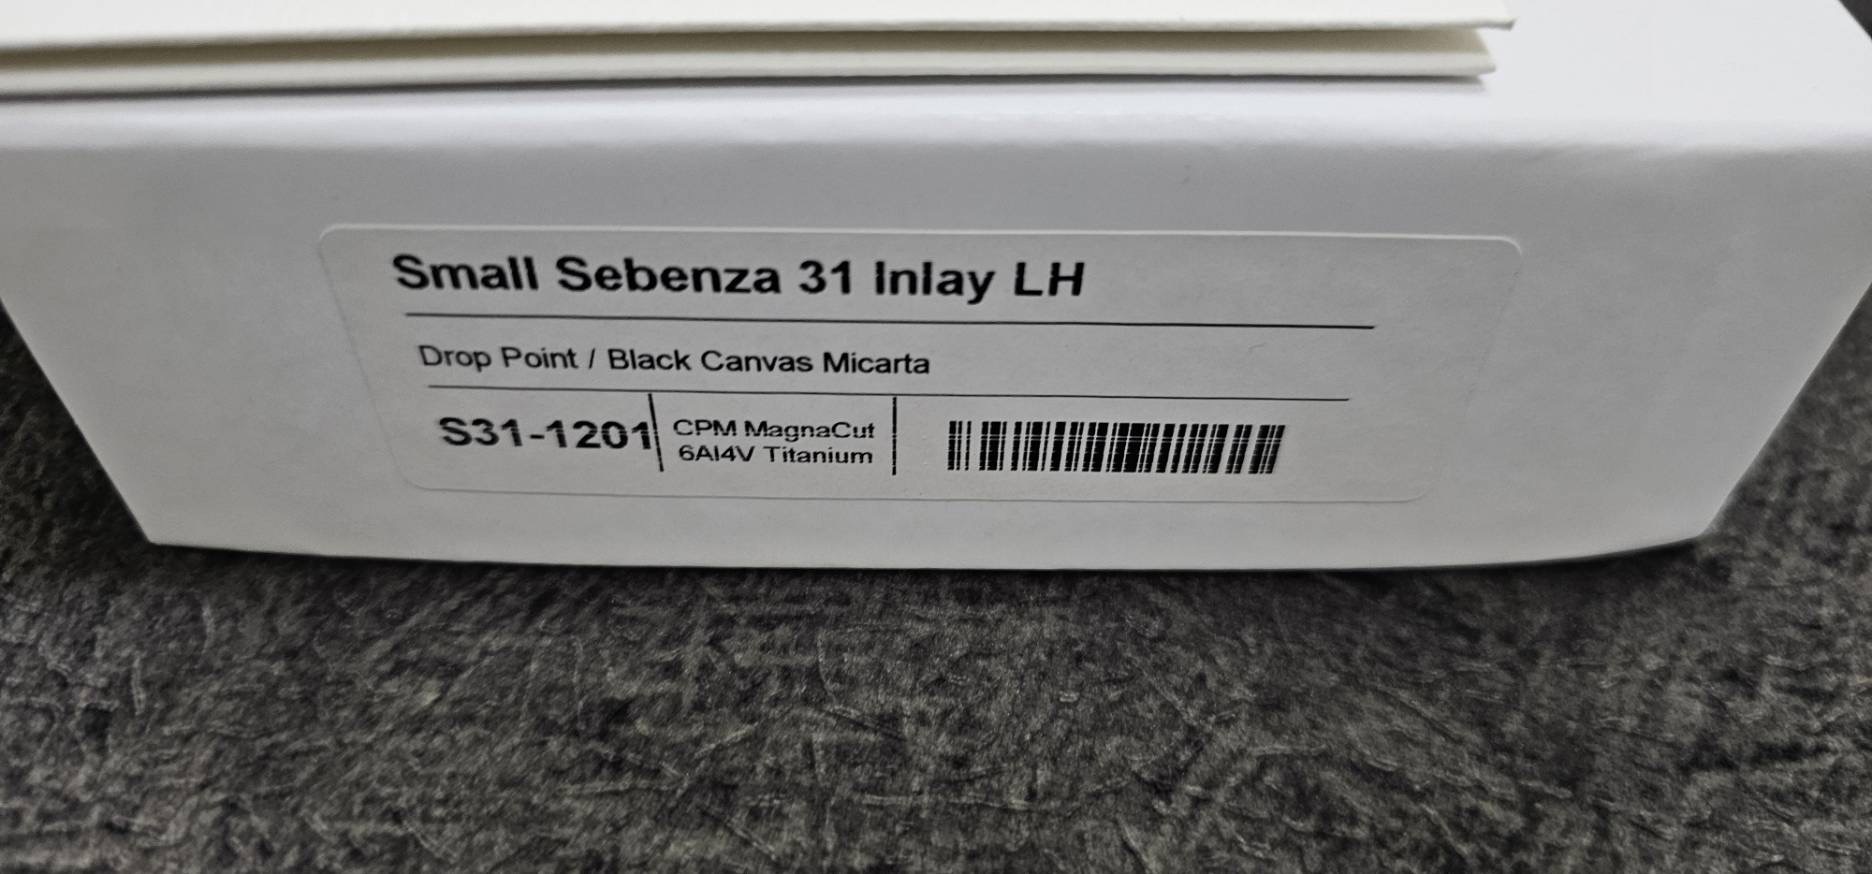 Small Sebenza 31 Inlay LH
Drop Point / Black Canvas Micarta
S31-1201
CPM MagnaCut
6Al4V Titanium